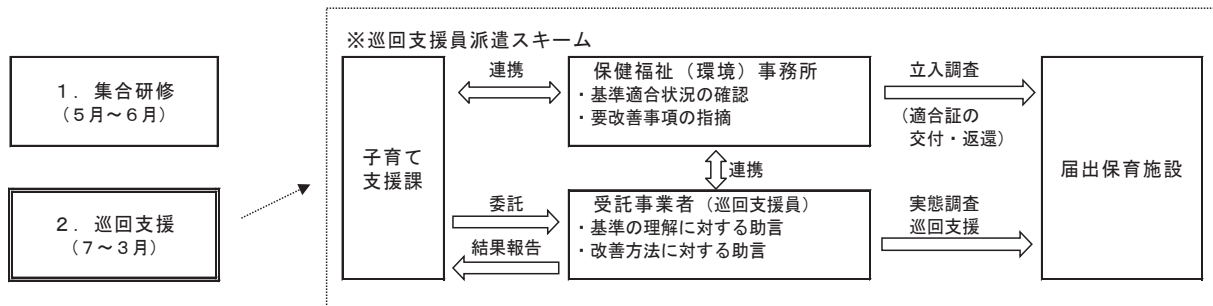 ※巡回支援員派遣スキーム
1．集合研修
（5月～6月）
2．巡回支援
（7～3月）
子育て
支援課
連携
委託
結果報告
保健福祉（環境）事務所
・基準適合状況の確認
・要改善事項の指摘
連携
受託事業者（巡回支援員）
・基準の理解に対する助言
・改善方法に対する助言
立入調査
（適合証の
交付・返還）
実態調査
巡回支援
届出保育施設